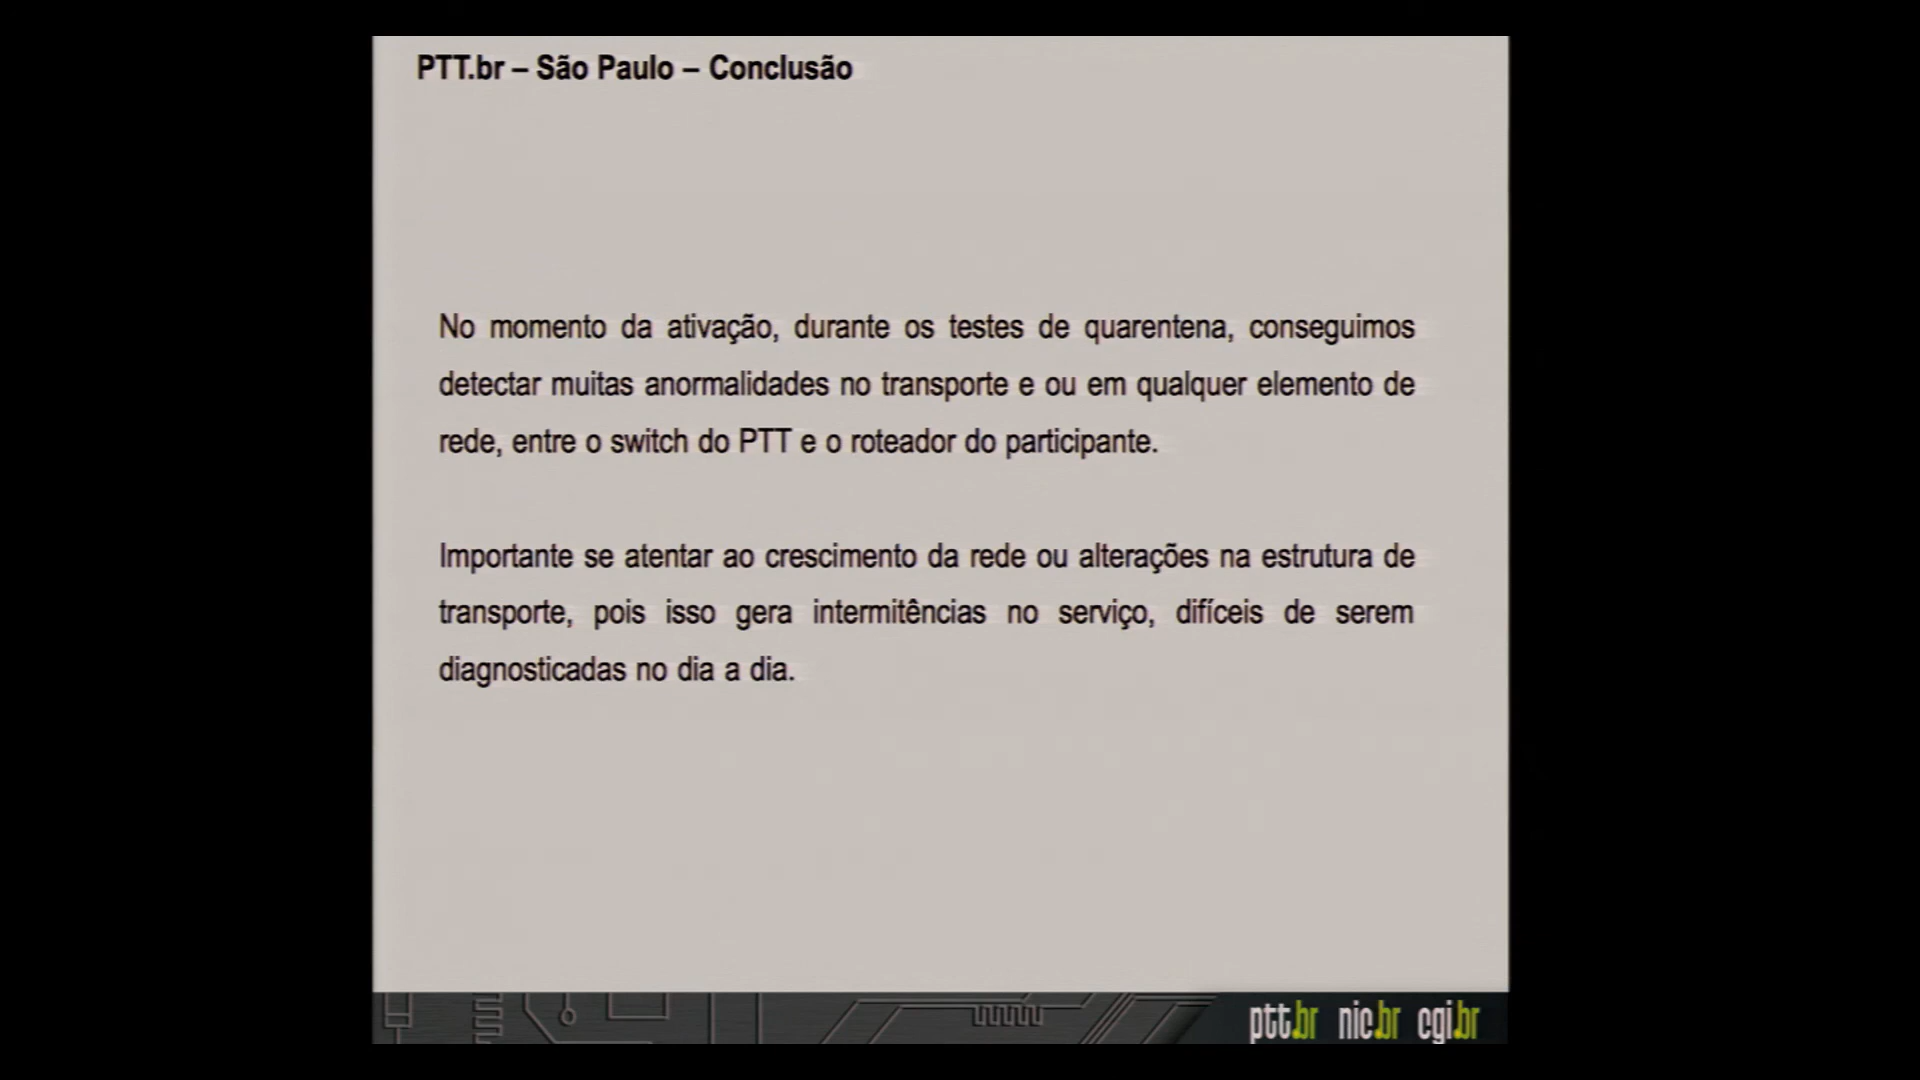 PTT.br – São Paulo – Conclusão
No momento da ativação, durante os testes de quarentena, conseguimos
detectar muitas anormalidades no transporte e ou em qualquer elemento de
rede, entre o switch do PTT e o roteador do participante.
Importante se atentar ao crescimento da rede ou alterações na estrutura de
transporte, pois isso gera intermitências no serviço, difíceis de serem
diagnosticadas no dia a dia.
ptt.br nic.br cgi.br